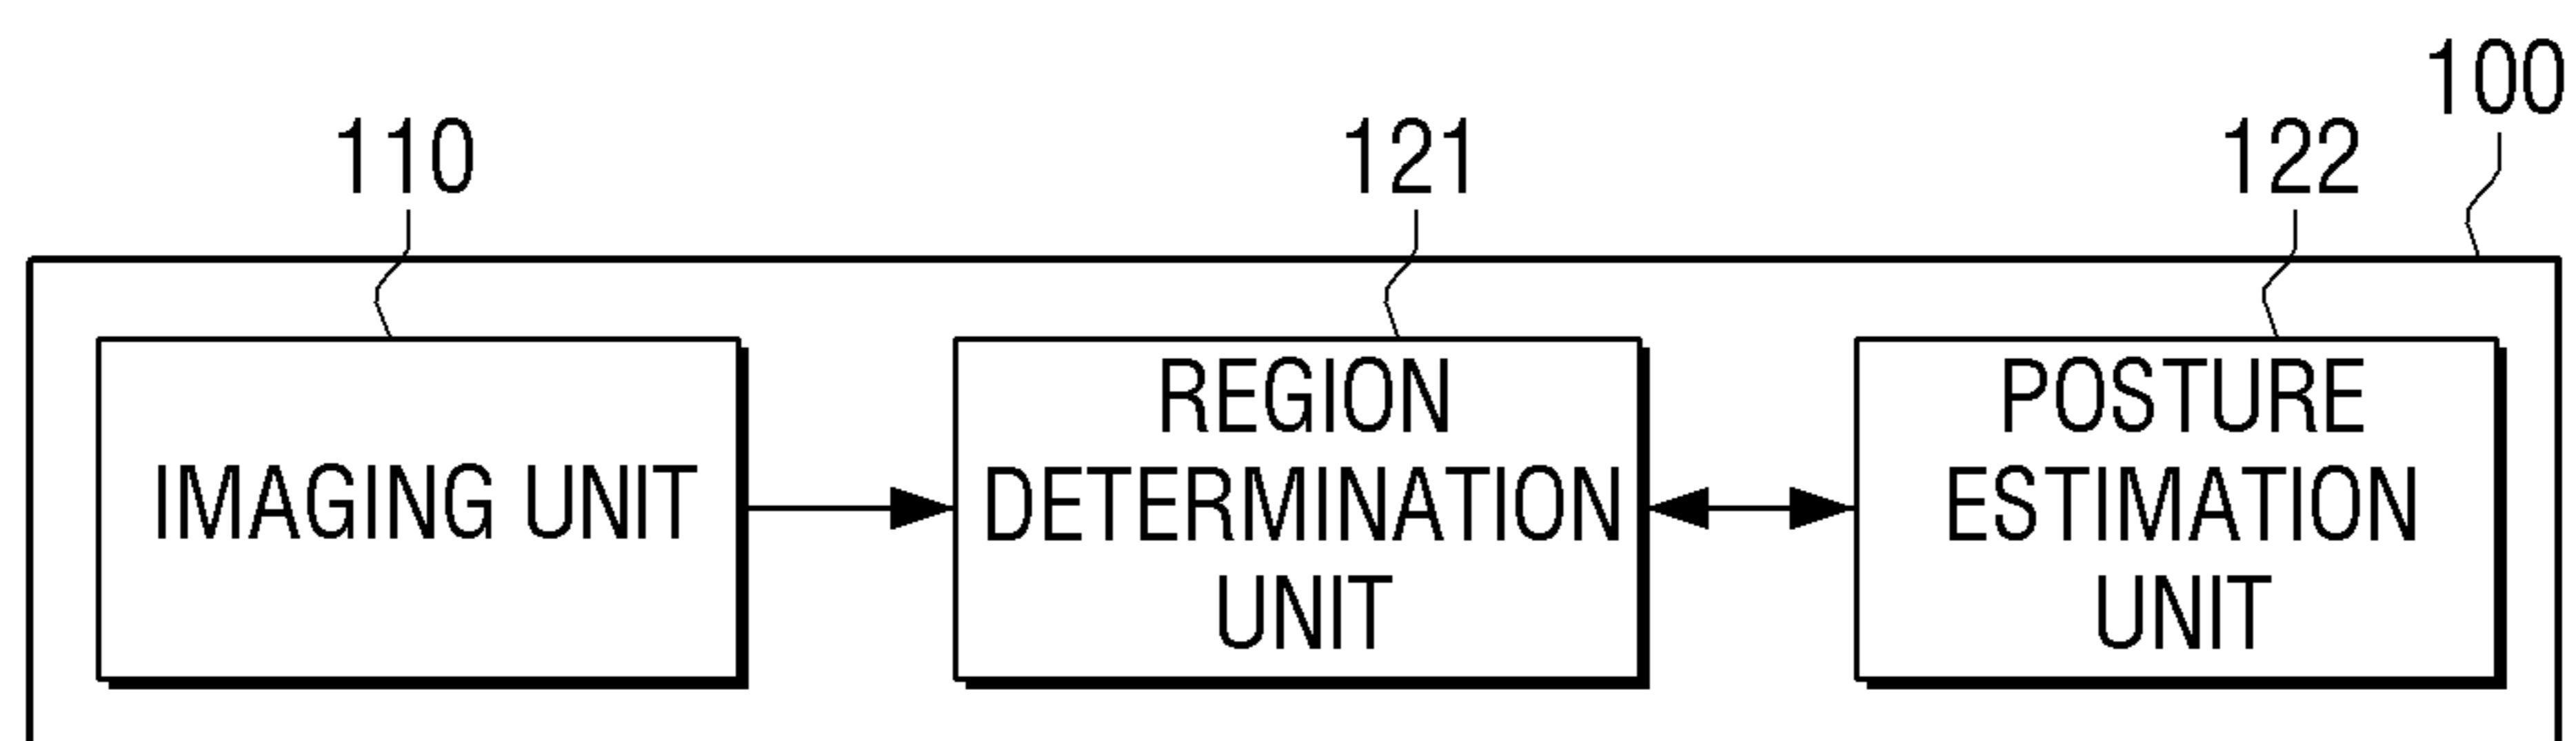 100
110
121
122
IMAGING UNIT
REGION
DETERMINATION
UNIT
POSTURE
ESTIMATION
UNIT